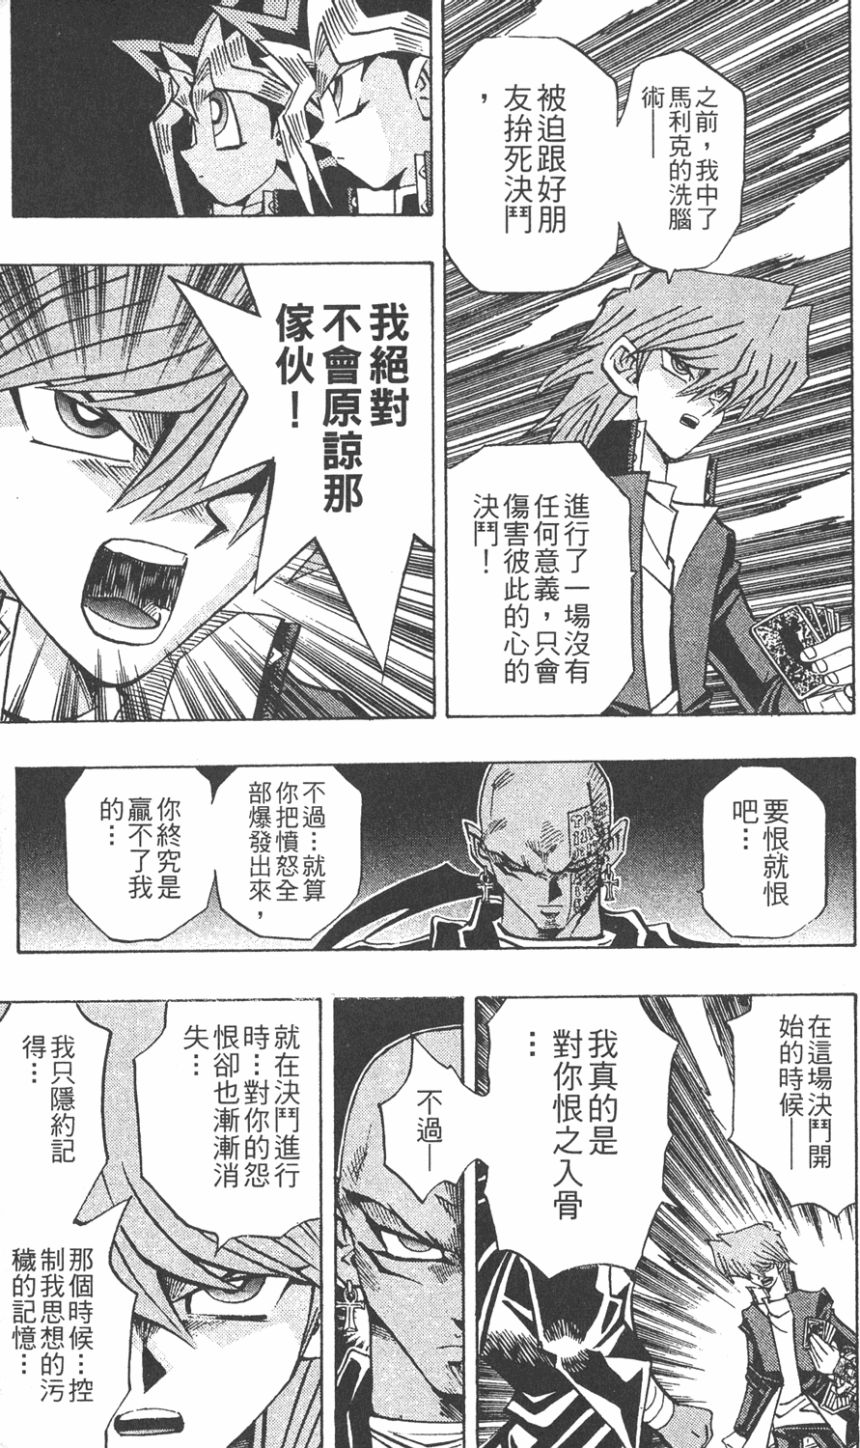 之前，我中了
馬利克的洗腦
術——
被迫跟好朋
友拚死決鬥
，
進行了一場沒有
任何意義，只會
傷害彼此的心的
決鬥！
我絕對
不會原諒那
傢伙！
要恨就恨
吧…
不過…就算
你把憤怒全
部爆發出來，
你終究是
贏不了我
的…
在這場決鬥開
始的時候——
我真的是
對你恨之入骨
…
不過—
就在決鬥進行
時…對你的怨
恨卻也漸漸消
失…
我只隱約記
得…
那個時候…控
制我思想的污
穢的記憶…